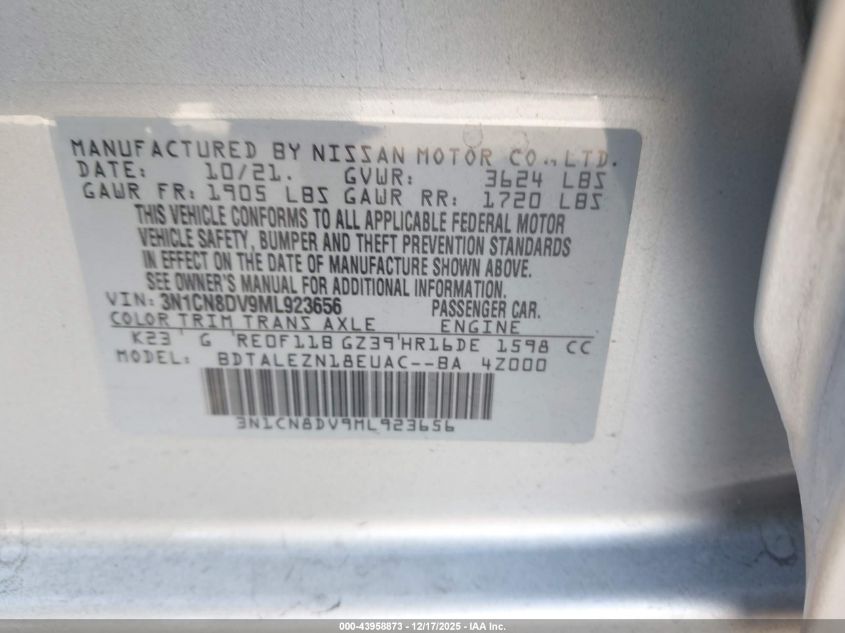 MANUFACTURED BY NISSAN MOTOR CO., LTD.
DATE: 10/21. GVWR: 3624 LBS
GAWR FR: 1905 LBS GAWR RR: 1720 LBS
THIS VEHICLE CONFORMS TO ALL APPLICABLE FEDERAL MOTOR
VEHICLE SAFETY, BUMPER AND THEFT PREVENTION STANDARDS
IN EFFECT ON THE DATE OF MANUFACTURE SHOWN ABOVE.
SEE OWNER'S MANUAL FOR ADDITIONAL INFORMATION.
VIN: 3N1CN8DV9ML923656 PASSENGER CAR.
COLOR TRIM TRANS AXLE ENGINE
K23 G RE0F11B GZ39 HR16DE 1598 CC
MODEL: BDTALEZN18EUAC--BA 4Z000
3N1CN8DV9ML923656
000-43958873 - 12/17/2025 - IAA Inc.